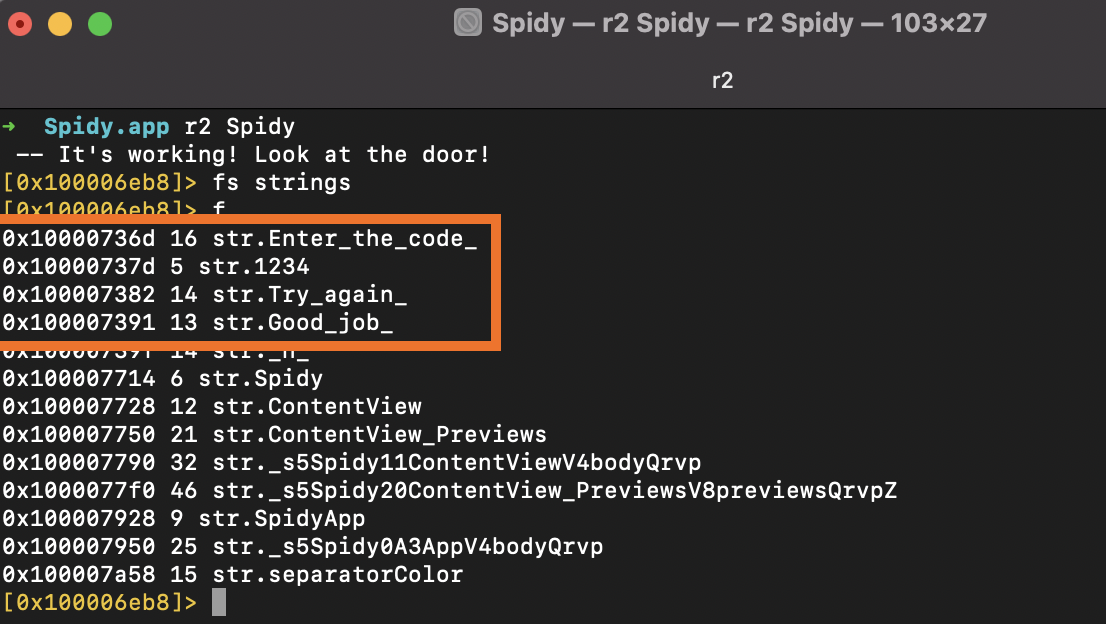 Spidy — r2 Spidy — r2 Spidy — 103×27
r2
→ Spidy.app r2 Spidy
-- It's working! Look at the door!
[0x100006eb8]> fs strings
[0x100006eb8]> f
0x10000736d 16 str.Enter_the_code_
0x10000737d 5 str.1234
0x100007382 14 str.Try_again_
0x100007391 13 str.Good_job_
0x10000739f 14 str._n_
0x100007714 6 str.Spidy
0x100007728 12 str.ContentView
0x100007750 21 str.ContentView_Previews
0x100007790 32 str._s5Spidy11ContentViewV4bodyQrvp
0x1000077f0 46 str._s5Spidy20ContentView_PreviewsV8previewsQrvpZ
0x100007928 9 str.SpidyApp
0x100007950 25 str._s5Spidy0A3AppV4bodyQrvp
0x100007a58 15 str.separatorColor
[0x100006eb8]>